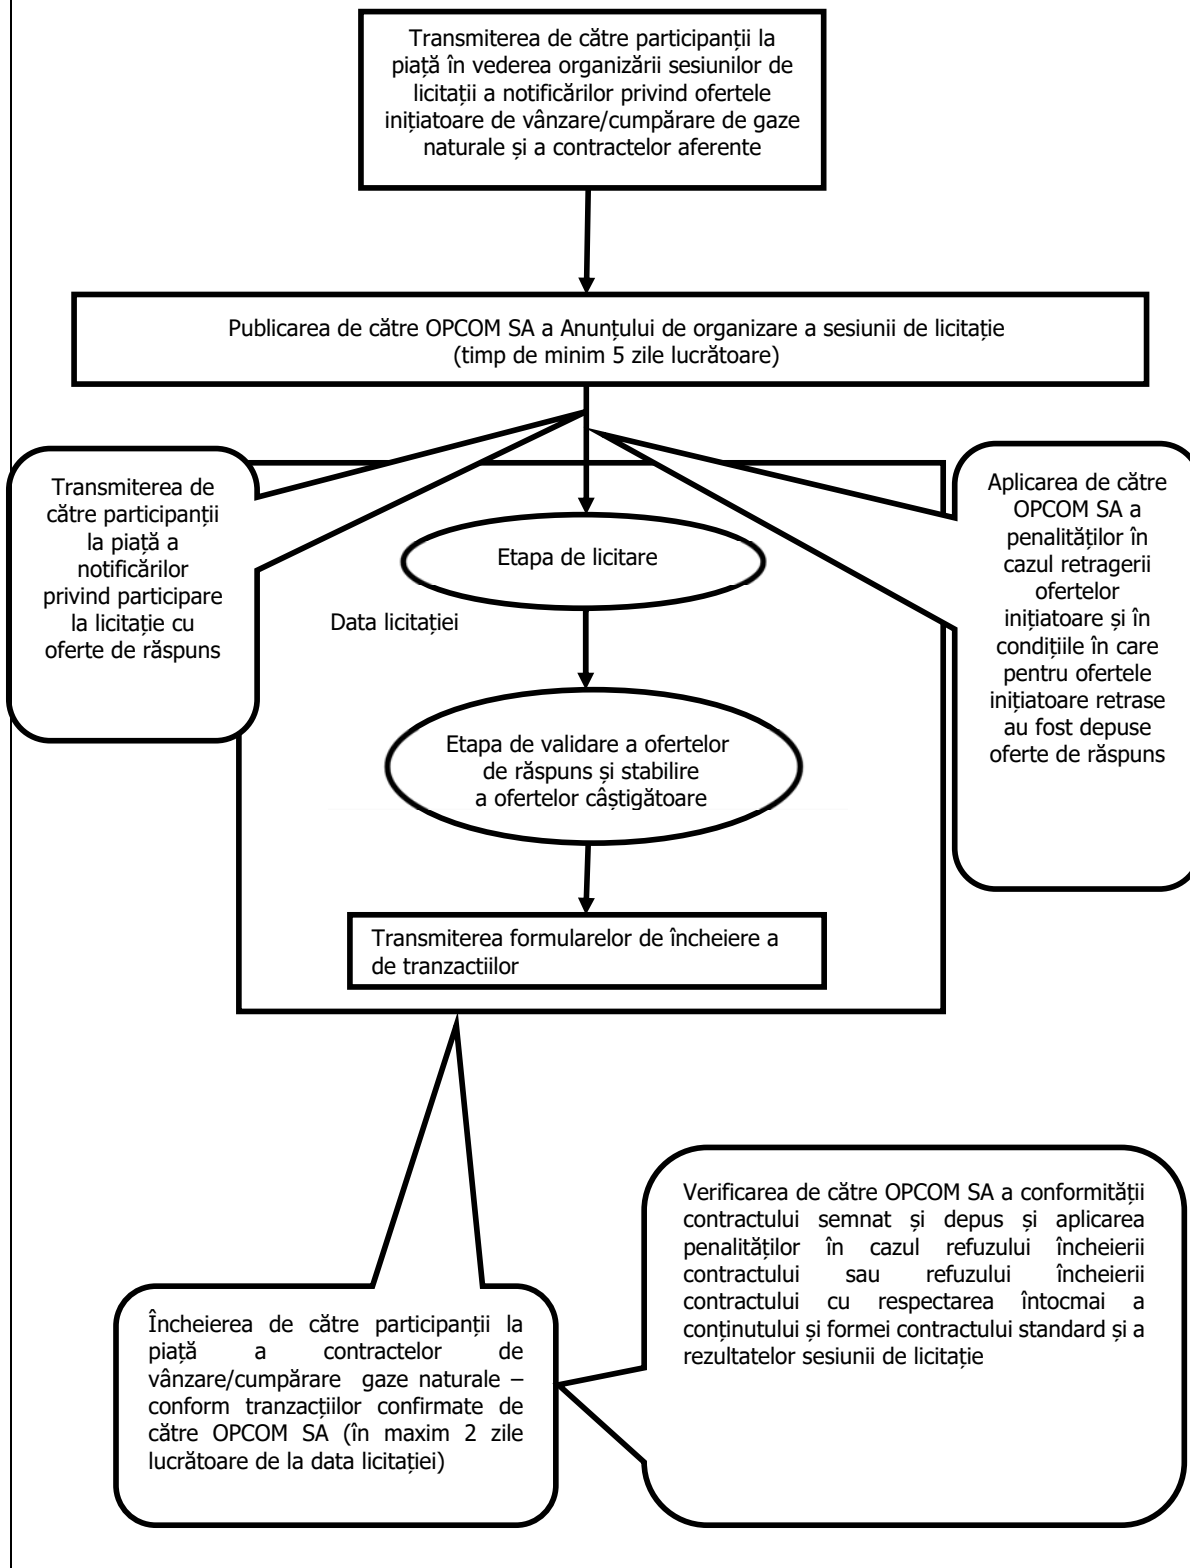 Transmiterea de către participanții la
piață în vederea organizării sesiunilor de
licitații a notificărilor privind ofertele
inițiatoare de vânzare/cumpărare de gaze
naturale și a contractelor aferente
Publicarea de către OPCOM SA a Anunțului de organizare a sesiunii de licitație
(timp de minim 5 zile lucrătoare)
Transmiterea de
către participanții
la piață a
notificărilor
privind participare
la licitație cu
oferte de răspuns
Etapa de licitare
Data licitației
Etapa de validare a ofertelor
de răspuns și stabilire
a ofertelor câștigătoare
Transmiterea formularelor de încheiere a
de tranzactiilor
Aplicarea de către
OPCOM SA a
penalităților în
cazul retragerii
ofertelor
inițiatoare și în
condițiile în care
pentru ofertele
inițiatoare retrase
au fost depuse
oferte de răspuns
Încheierea de către participanții la
piață a contractelor de
vânzare/cumpărare gaze naturale –
conform tranzacțiilor confirmate de
către OPCOM SA (în maxim 2 zile
lucrătoare de la data licitației)
Verificarea de către OPCOM SA a conformității
contractului semnat și depus și aplicarea
penalităților în cazul refuzului încheierii
contractului sau refuzului încheierii
contractului cu respectarea întocmai a
conținutului și formei contractului standard și a
rezultatelor sesiunii de licitație